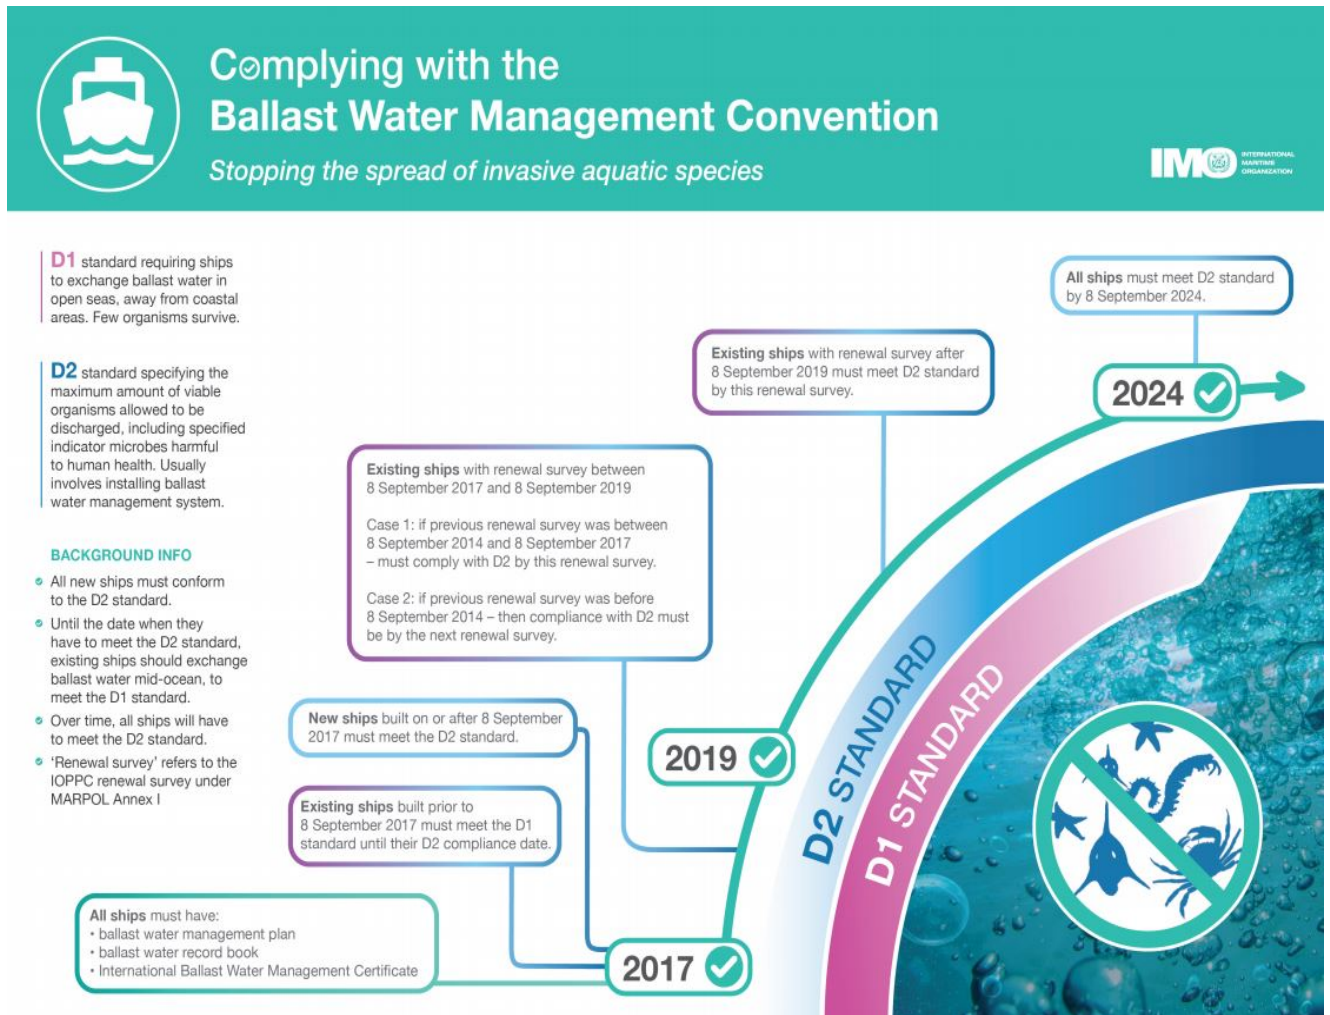 Complying with the
Ballast Water Management Convention
Stopping the spread of invasive aquatic species
IMO
INTERNATIONAL
MARITIME
ORGANIZATION
D1 standard requiring ships
to exchange ballast water in
open seas, away from coastal
areas. Few organisms survive.
D2 standard specifying the
maximum amount of viable
organisms allowed to be
discharged, including specified
indicator microbes harmful
to human health. Usually
involves installing ballast
water management system.
BACKGROUND INFO
All new ships must conform
to the D2 standard.
Until the date when they
have to meet the D2 standard,
existing ships should exchange
ballast water mid-ocean, to
meet the D1 standard.
Over time, all ships will have
to meet the D2 standard.
‘Renewal survey’ refers to the
IOPPC renewal survey under
MARPOL Annex I
All ships must meet D2 standard
by 8 September 2024.
2024
Existing ships with renewal survey after
8 September 2019 must meet D2 standard
by this renewal survey.
Existing ships with renewal survey between
8 September 2017 and 8 September 2019
Case 1: if previous renewal survey was between
8 September 2014 and 8 September 2017
– must comply with D2 by this renewal survey.
Case 2: if previous renewal survey was before
8 September 2014 – then compliance with D2 must
be by the next renewal survey.
New ships built on or after 8 September
2017 must meet the D2 standard.
2019
Existing ships built prior to
8 September 2017 must meet the D1
standard until their D2 compliance date.
All ships must have:
• ballast water management plan
• ballast water record book
• International Ballast Water Management Certificate
2017
D2 STANDARD
D1 STANDARD